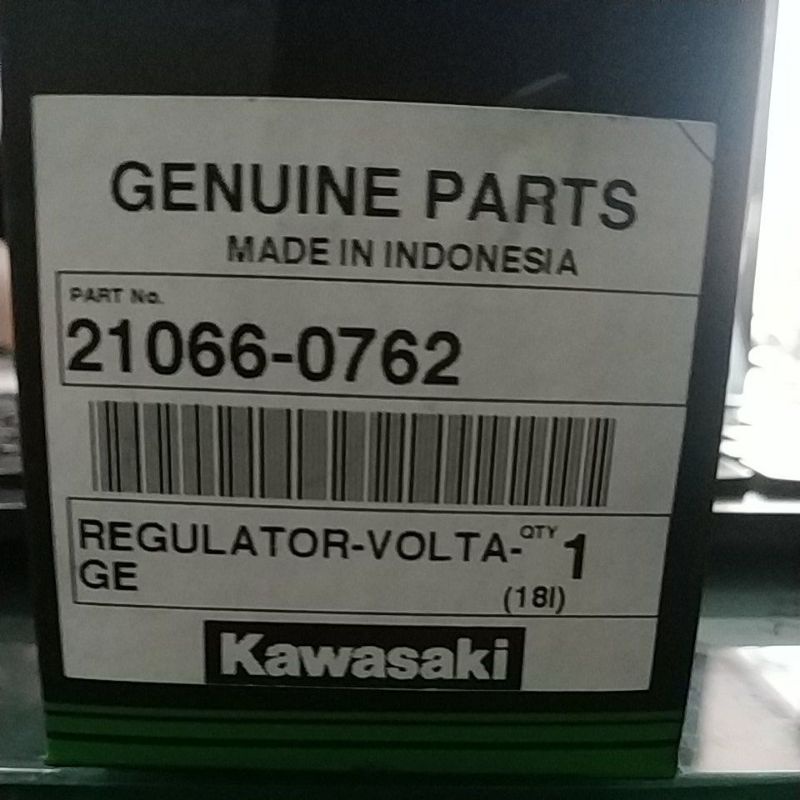 GENUINE PARTS
MADE IN INDONESIA
PART No.
21066-0762
REGULATOR-VOLTA-
GE
QTY 1
(18I)
Kawasaki